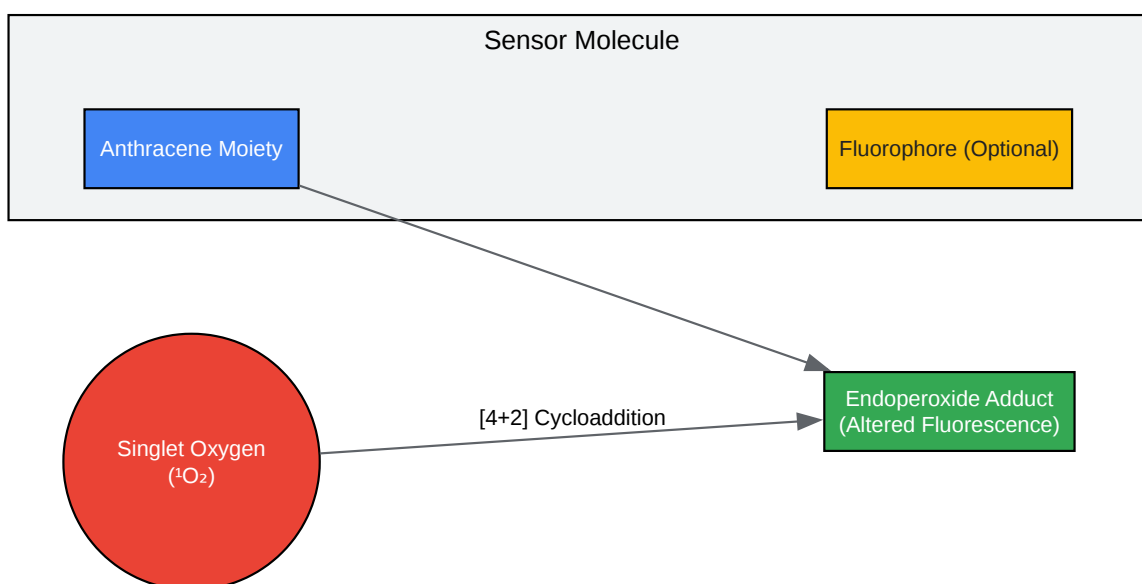 Sensor Molecule
Anthracene Moiety
Fluorophore (Optional)
Endoperoxide Adduct
(Altered Fluorescence)
[4+2] Cycloaddition
Singlet Oxygen
(¹O₂)